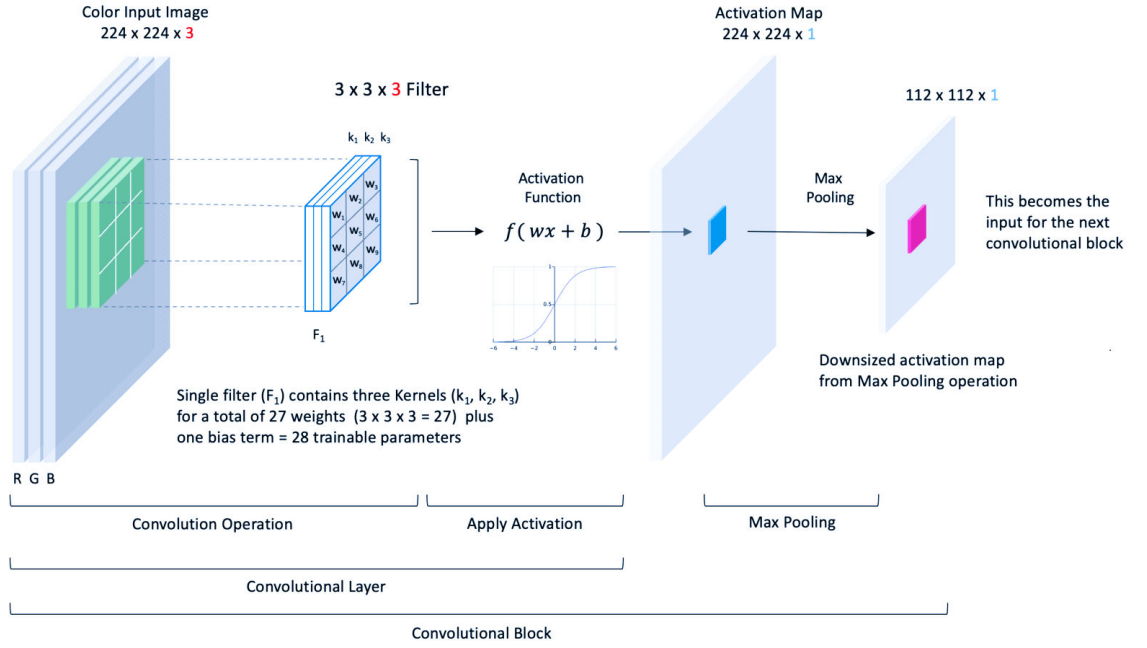 Color Input Image
224 x 224 x 3
3 x 3 x 3 Filter
k₁ k₂ k₃
W₁ W₂ W₃
W₄ W₅ W₆
W₇ W₈ W₉
F₁
Single filter (F₁) contains three Kernels (k₁, k₂, k₃)
for a total of 27 weights (3 x 3 x 3 = 27) plus
one bias term = 28 trainable parameters
R G B
Activation
Function
f(wx + b)
1
0.5
0
−6 −4 −2 0 2 4 6
Activation Map
224 x 224 x 1
Max
Pooling
112 x 112 x 1
This becomes the
input for the next
convolutional block
Downsized activation map
from Max Pooling operation
Convolution Operation
Apply Activation
Max Pooling
Convolutional Layer
Convolutional Block